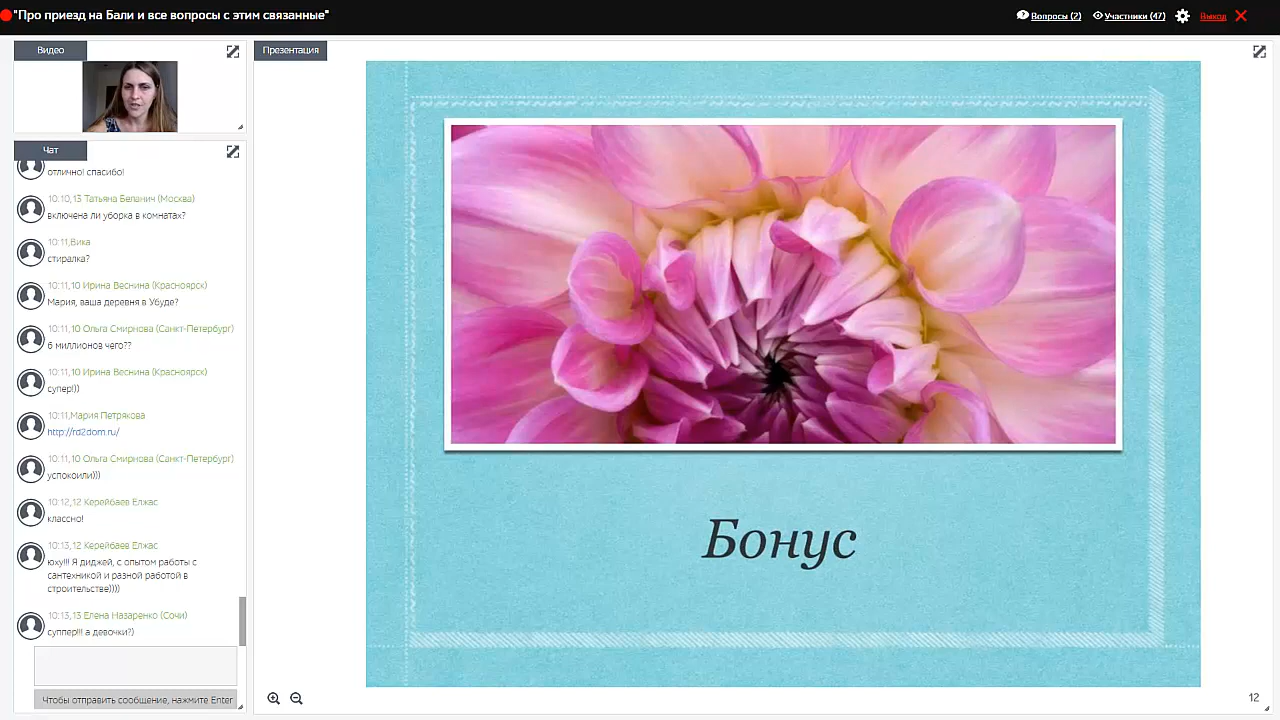 "Про приезд на Бали и все вопросы с этим связанные"
Вопросы (2)
Участники (47)
Выход
Видео
Презентация
Чат
отлично! спасибо!
10:10,13 Татьяна Беланич (Москва)
включена ли уборка в комнатах?
10:11,Вика
стиралка?
10:11,10 Ирина Веснина (Красноярск)
Мария, ваша деревня в Убуде?
10:11,10 Ольга Смирнова (Санкт-Петербург)
6 миллионов чего??
10:11,10 Ирина Веснина (Красноярск)
супер!))
10:11,Мария Петрякова
http://rd2dom.ru/
10:11,10 Ольга Смирнова (Санкт-Петербург)
успокоили)))
10:12,12 Керейбаев Елжас
классно!
10:13,12 Керейбаев Елжас
юху!!! Я диджей, с опытом работы с
сантехникой и разной работой в
строительстве))))
10:13,13 Елена Назаренко (Сочи)
суппер!!! а девочки?)
Чтобы отправить сообщение, нажмите Enter
Бонус
12